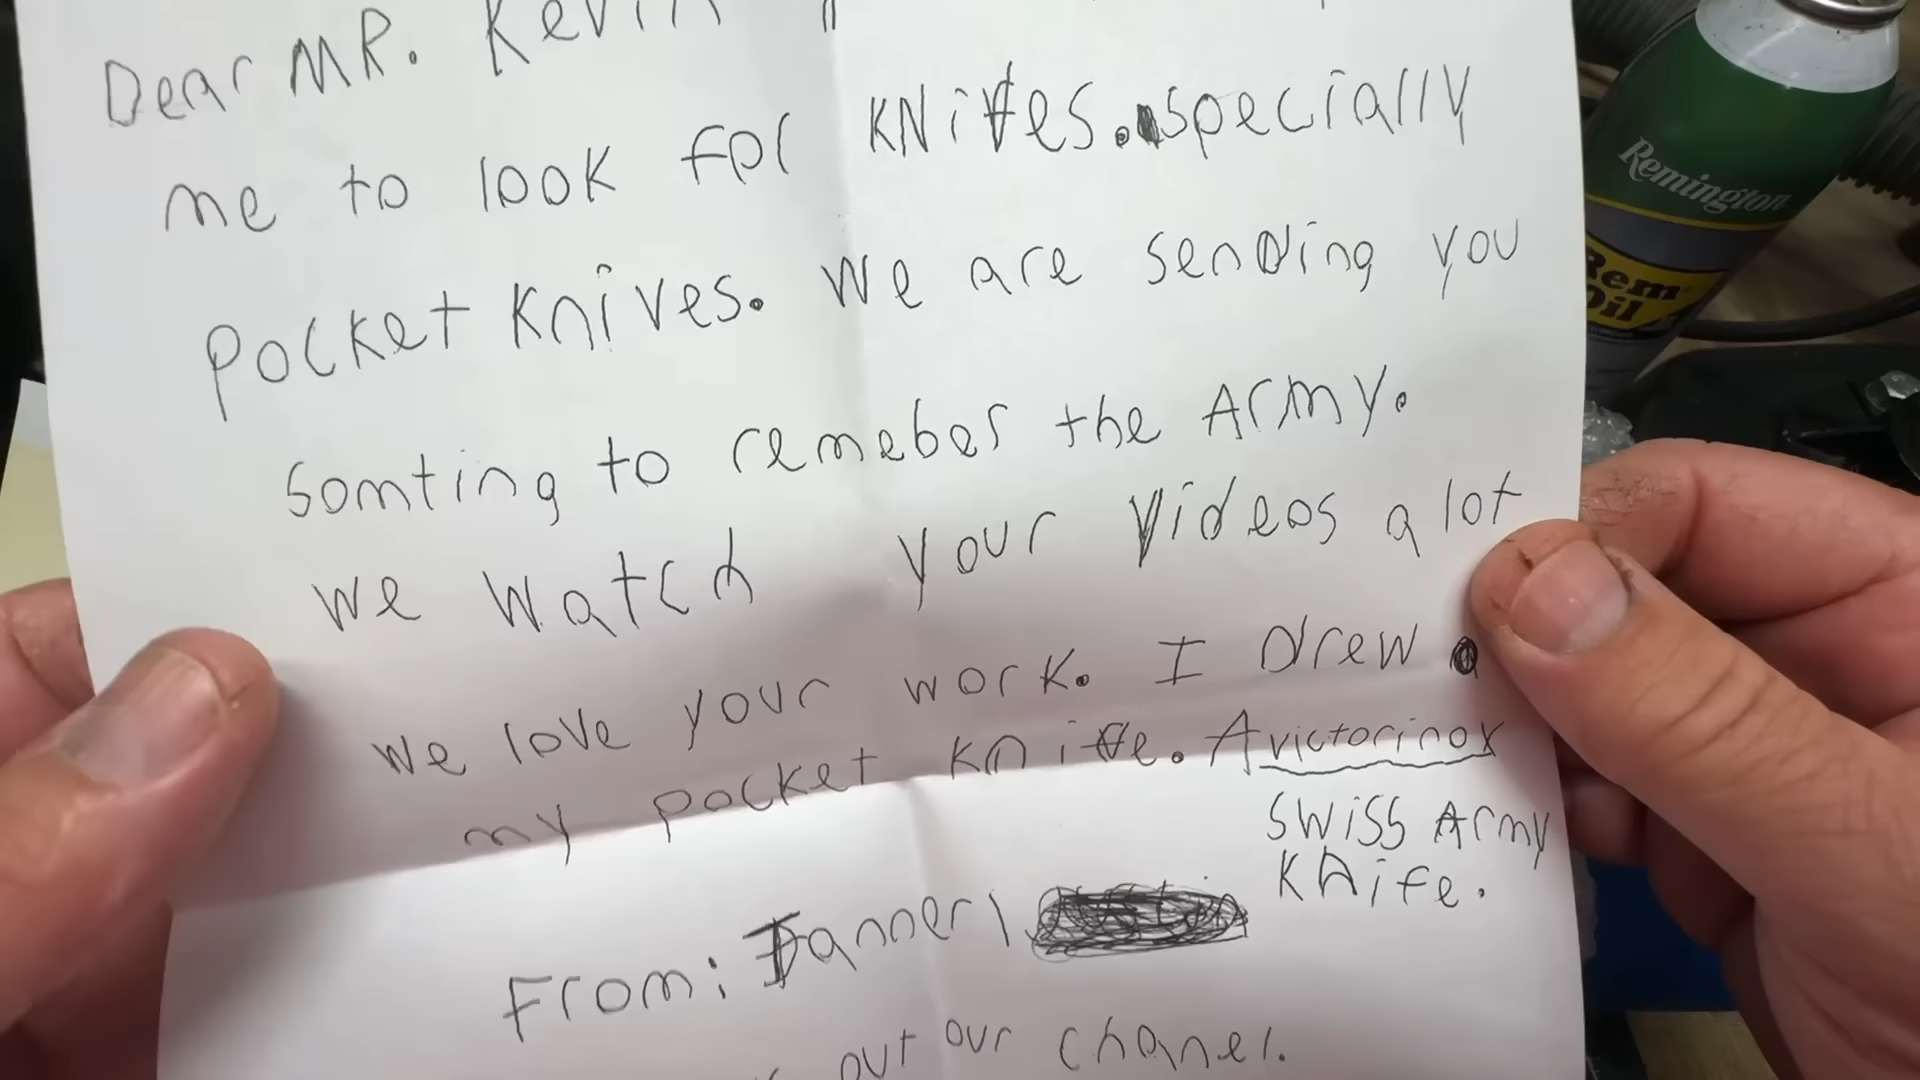 Dear MR. Kevin
me to look for KNives. specially
pocket knives. We are sending you
somting to remeber the Army.
we watch your Videos a lot
we love your work. I drew
my pocket knife. A victorinox
swiss Army
Knife.
From: Tanner
out our chanel.
Remington
Rem
Oil